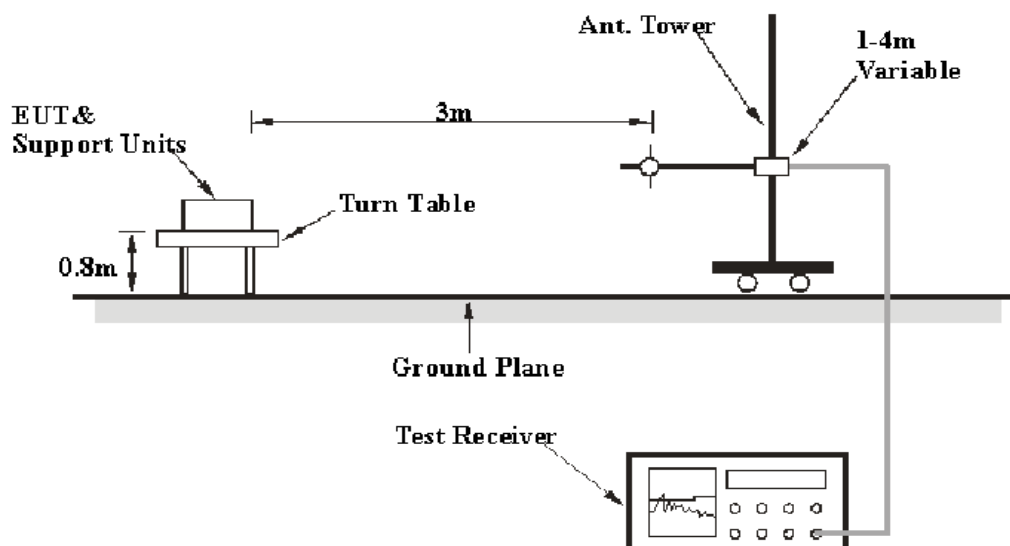 Ant. Tower
1-4m
Variable
EUT&
Support Units
3m
Turn Table
0.8m
Ground Plane
Test Receiver